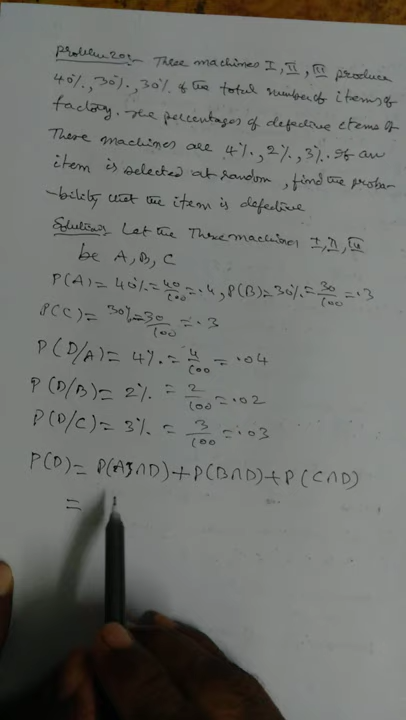 Problem 20:- Three machines I, II, III produce
40%, 30%, 30% of the total number of items of
factory. The percentages of defective items of
These machines are 4%, 2%, 3%. If an
item is selected at random, find the proba-
-bility that the item is defective
Solution:- Let the Three machines I, II, III
be A, B, C
P(A) = 40% = 40/100 = .4, P(B) = 30% = 30/100 = .3
P(C) = 30% = 30/100 = .3
P(D/A) = 4% = 4/100 = .04
P(D/B) = 2% = 2/100 = .02
P(D/C) = 3% = 3/100 = .03
P(D) = P(A∩D) + P(B∩D) + P(C∩D)
=